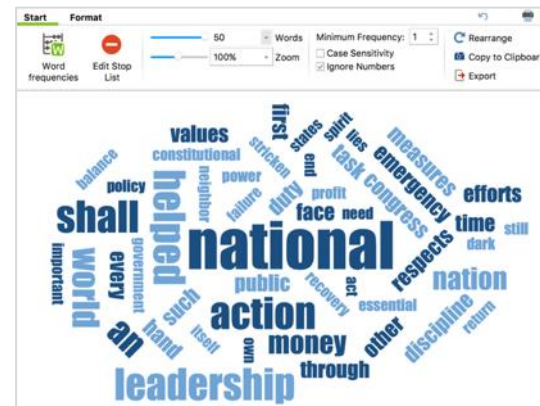 Start Format
50 Words
Minimum Frequency: 1
Rearrange
Word frequencies
Edit Stop List
100% Zoom
Case Sensitivity
Ignore Numbers
Copy to Clipboard
Export
first
states
spirit
lies
measures
values
constitutional
stricken
end
task
congress
emergency
balance
policy
neighbor
power
failure
duty
profit
efforts
shall
helped
face
need
time
still
national
respects
dark
important
world
every
government
such
public
recovery
act
essential
nation
an
hand
itself
action
own
money
other
discipline
return
through
leadership